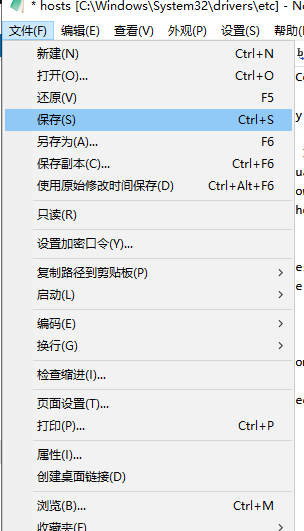 * hosts [C:\Windows\System32\drivers\etc] - No
文件(F) 编辑(E) 查看(V) 外观(P) 设置(S) 帮
新建(N) Ctrl+N
打开(O)... Ctrl+O
还原(V) F5
保存(S) Ctrl+S
另存为(A)... F6
保存副本(C)... Ctrl+F6
使用原始修改时间保存(D) Ctrl+Alt+F6
只读(R)
设置加密口令(Y)...
复制路径到剪贴板(P)
启动(L)
编码(E)
换行(G)
检查缩进(I)...
页面设置(T)...
打印(P)... Ctrl+P
属性(I)...
创建桌面链接(D)
浏览(B)... Ctrl+M
收藏夹(F)